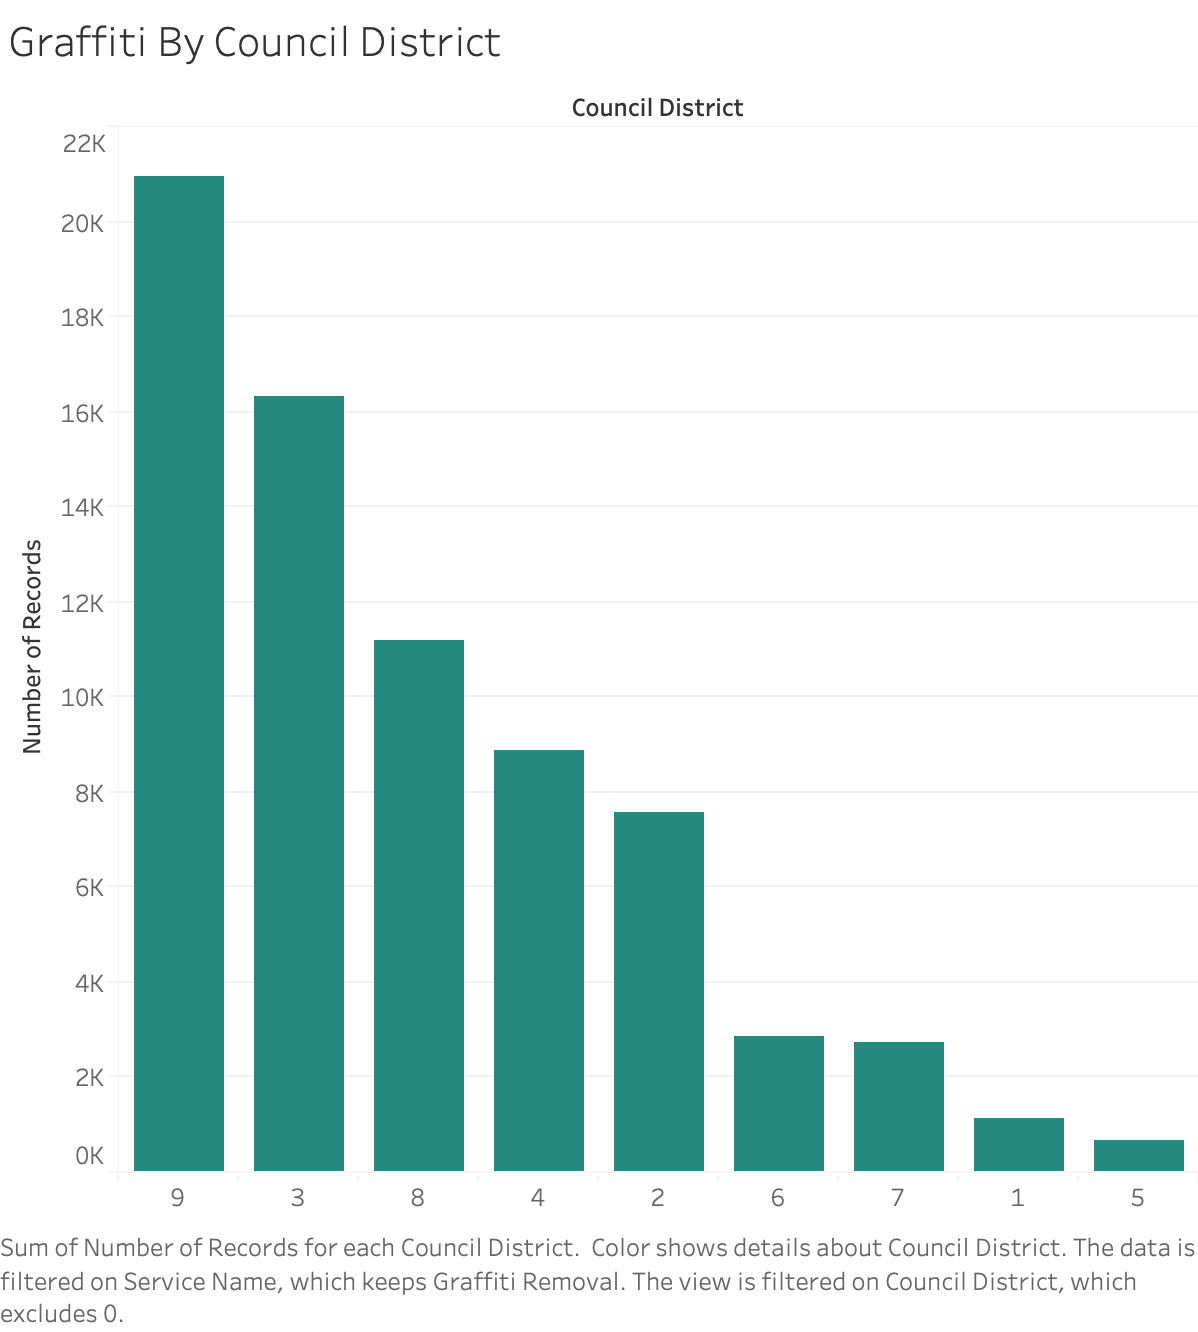 Graffiti By Council District
Council District
22K
20K
18K
16K
14K
12K
10K
8K
6K
4K
2K
0K
Number of Records
9 3 8 4 2 6 7 1 5
Sum of Number of Records for each Council District.  Color shows details about Council District. The data is
filtered on Service Name, which keeps Graffiti Removal. The view is filtered on Council District, which
excludes 0.